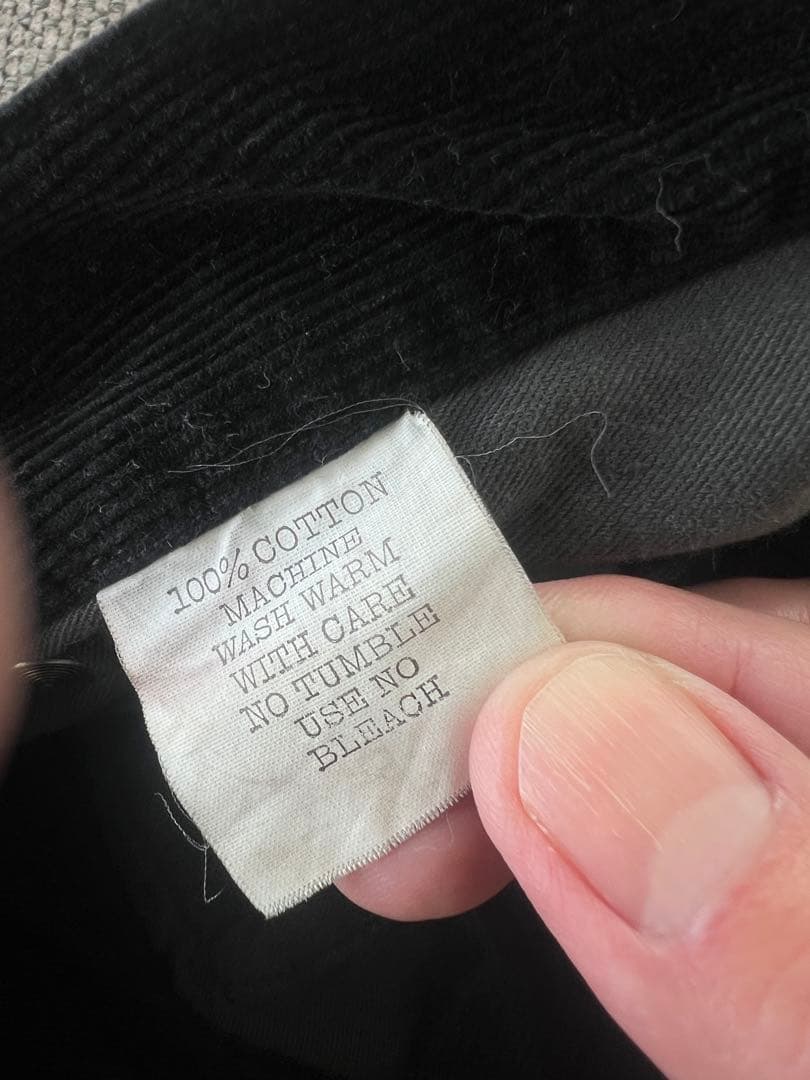 100% COTTON
MACHINE
WASH WARM
WITH CARE
NO TUMBLE
USE NO
BLEACH